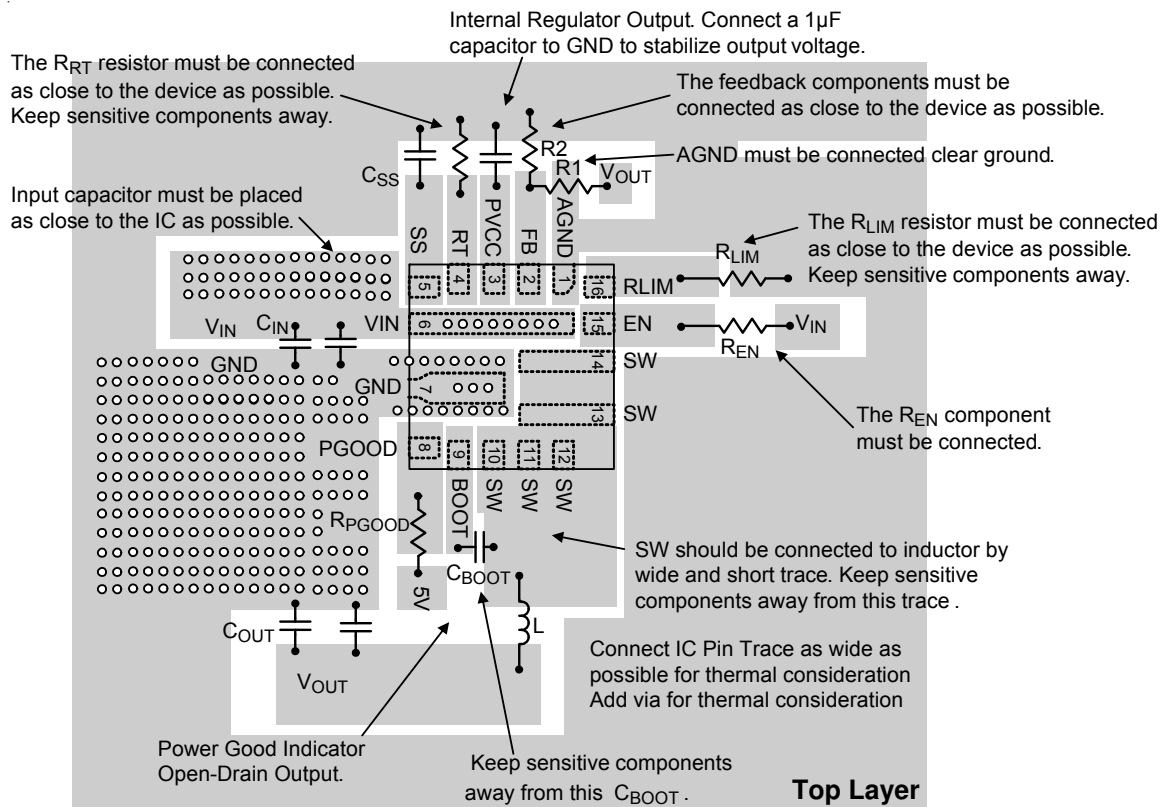 Internal Regulator Output. Connect a 1µF
capacitor to GND to stabilize output voltage.
The RRT resistor must be connected
as close to the device as possible.
Keep sensitive components away.
The feedback components must be
connected as close to the device as possible.
R2
AGND must be connected clear ground.
R1
VOUT
CSS
Input capacitor must be placed
as close to the IC as possible.
SS
RT
PVCC
FB
AGND
The RLIM resistor must be connected
as close to the device as possible.
Keep sensitive components away.
RLIM
5
4
3
2
1
16
RLIM
VIN
CIN
VIN
6
15
EN
VIN
REN
GND
14
SW
GND
7
13
SW
The REN component
must be connected.
PGOOD
8
9
10
11
12
BOOT
SW
SW
SW
RPGOOD
SW should be connected to inductor by
wide and short trace. Keep sensitive
components away from this trace .
CBOOT
5V
L
COUT
Connect IC Pin Trace as wide as
possible for thermal consideration
Add via for thermal consideration
VOUT
Power Good Indicator
Open-Drain Output.
Keep sensitive components
away from this CBOOT .
Top Layer